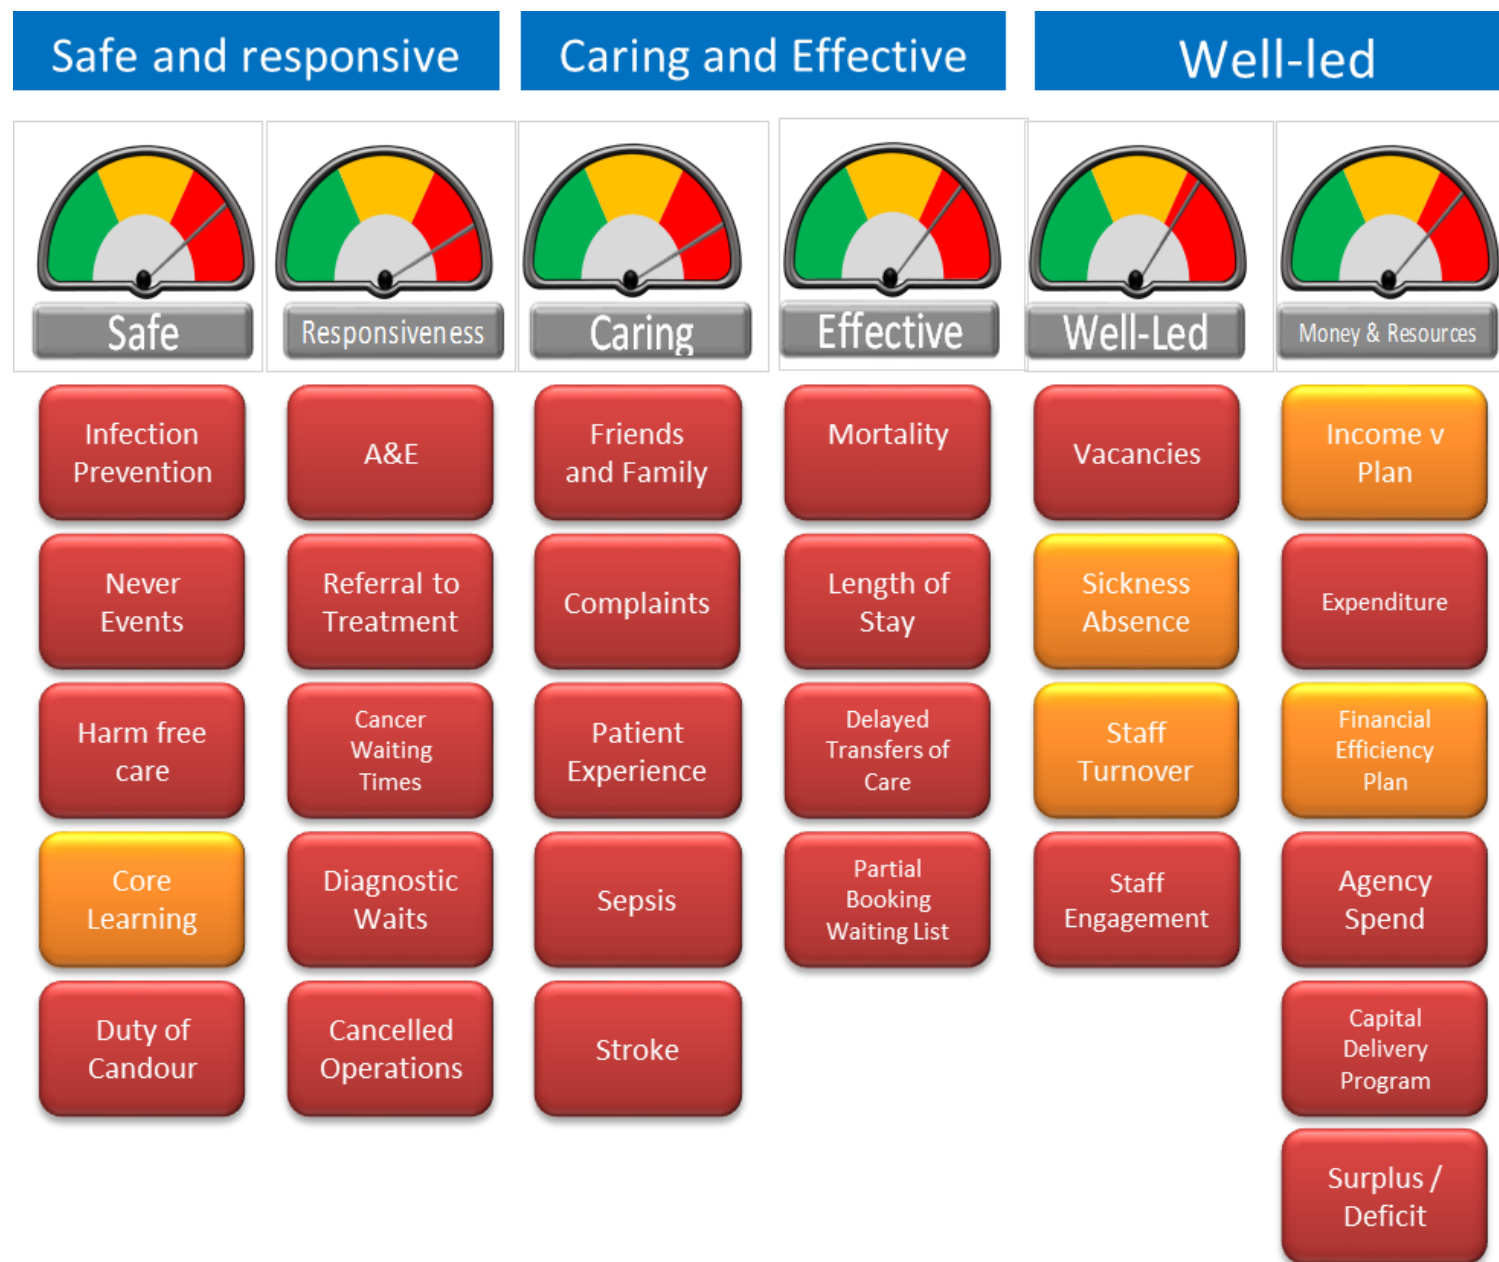 Safe and responsive
Caring and Effective
Well-led
Safe
Responsiveness
Caring
Effective
Well-Led
Money & Resources
Infection
Prevention
A&E
Friends
and Family
Mortality
Vacancies
Income v
Plan
Never
Events
Referral to
Treatment
Complaints
Length of
Stay
Sickness
Absence
Expenditure
Harm free
care
Cancer
Waiting
Times
Patient
Experience
Delayed
Transfers of
Care
Staff
Turnover
Financial
Efficiency
Plan
Core
Learning
Diagnostic
Waits
Sepsis
Partial
Booking
Waiting List
Staff
Engagement
Agency
Spend
Duty of
Candour
Cancelled
Operations
Stroke
Capital
Delivery
Program
Surplus /
Deficit